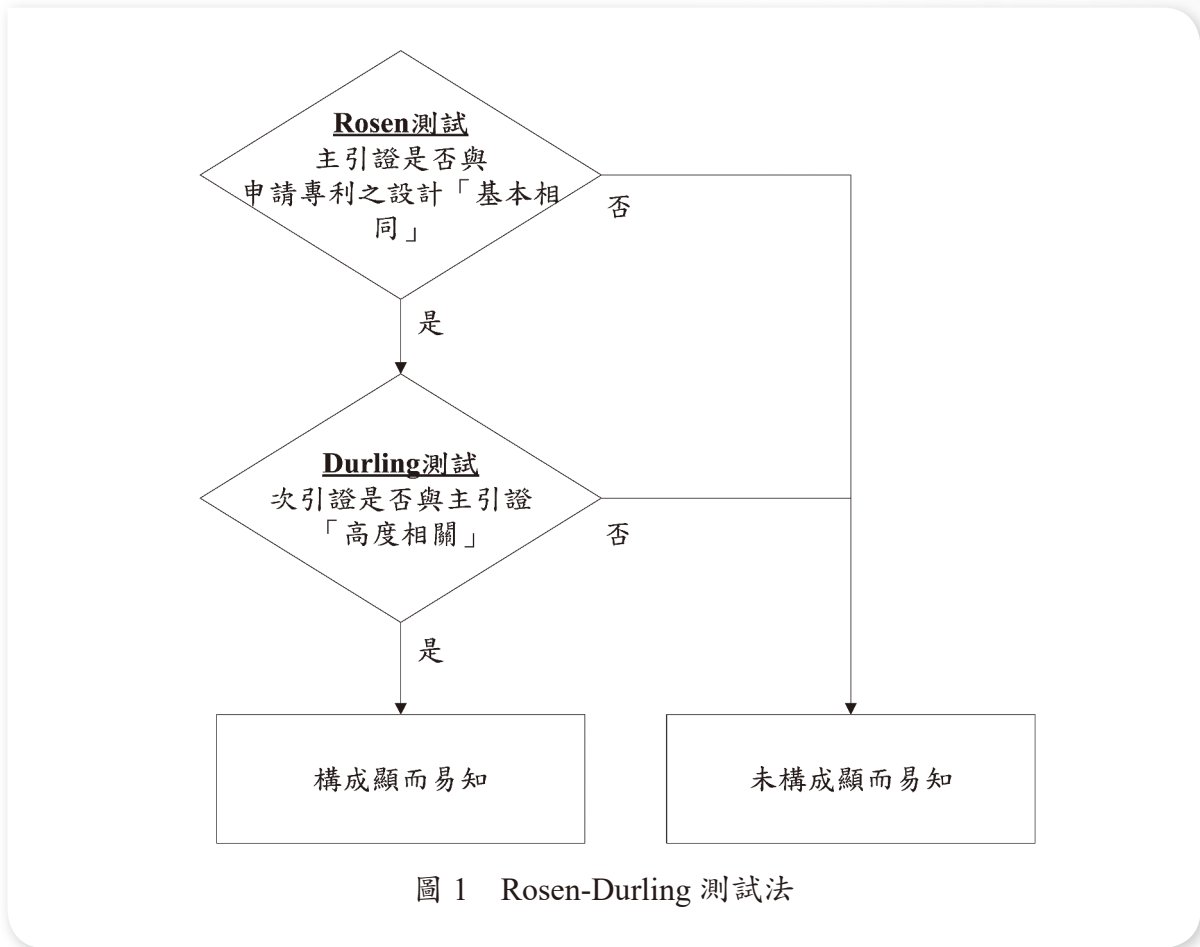 Rosen測試
主引證是否與
申請專利之設計「基本相
同」
否
是
Durling測試
次引證是否與主引證
「高度相關」
否
是
構成顯而易知
未構成顯而易知
圖 1 Rosen-Durling 測試法